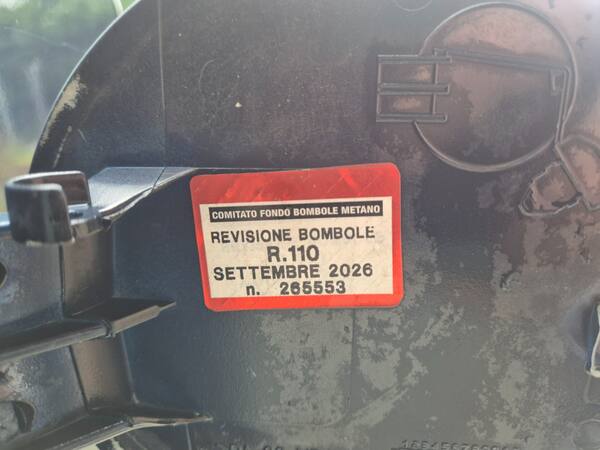 COMITATO FONDO BOMBOLE METANO
REVISIONE BOMBOLE
R.110
SETTEMBRE 2026
n. 265553